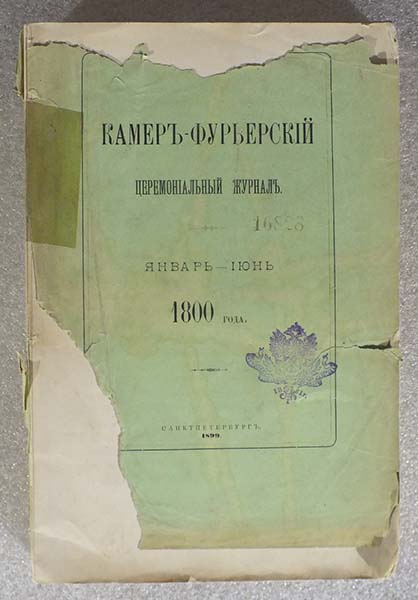 КАМЕРЪ-ФУРЬЕРСКІЙ
ЦЕРЕМОНІАЛЬНЫЙ ЖУРНАЛЪ.
ЯНВАРЬ—ІЮНЬ
1800 ГОДА.
САНКТПЕТЕРБУРГЪ.
1899